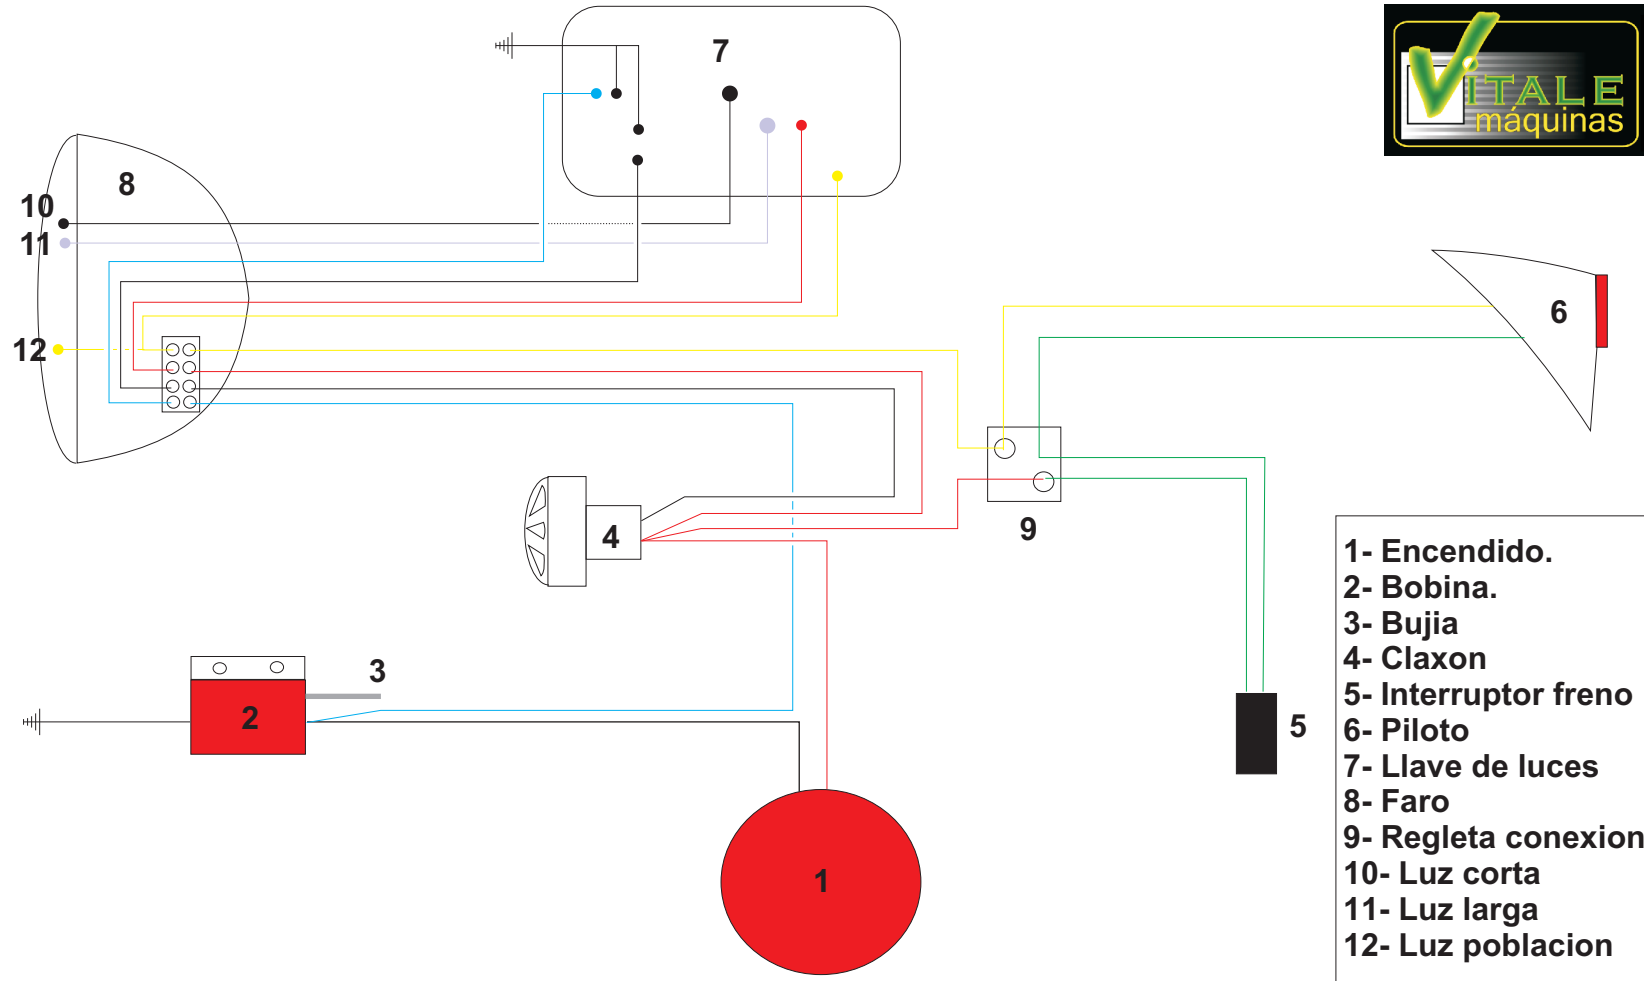 7
VITALE
máquinas
8
10
11
12
6
4
9
3
2
5
1
1- Encendido.
2- Bobina.
3- Bujia
4- Claxon
5- Interruptor freno
6- Piloto
7- Llave de luces
8- Faro
9- Regleta conexion
10- Luz corta
11- Luz larga
12- Luz poblacion